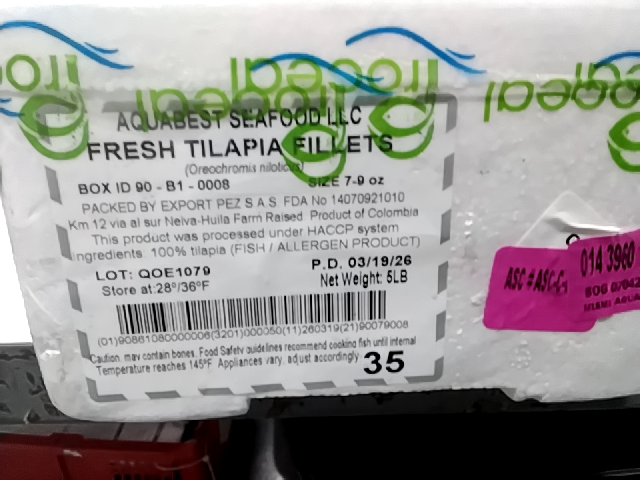 AQUABEST SEAFOOD LLC
FRESH TILAPIA FILLETS
(Oreochromis niloticus)
BOX ID 90 - B1 - 0008 SIZE 7-9 oz
PACKED BY EXPORT PEZ S A S FDA No 14070921010
Km 12 via al sur Neiva-Huila Farm Raised Product of Colombia
This product was processed under HACCP system
Ingredients: 100% tilapia (FISH / ALLERGEN PRODUCT)
LOT: QOE1079 P.D. 03/19/26
Store at:28°/36°F Net Weight: 5LB
(01)90861080000006(3201)000050(11)260319(21)90079008
Caution: may contain bones. Food Safety guidelines recommend cooking fish until internal
Temperature reaches 145°F. Appliances vary, adjust accordingly.
35
014 3960
MIAMI AQUA